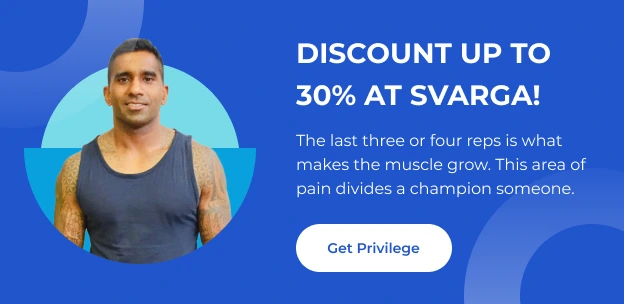 DISCOUNT UP TO
30% AT SVARGA!
The last three or four reps is what
makes the muscle grow. This area of
pain divides a champion someone.
Get Privilege